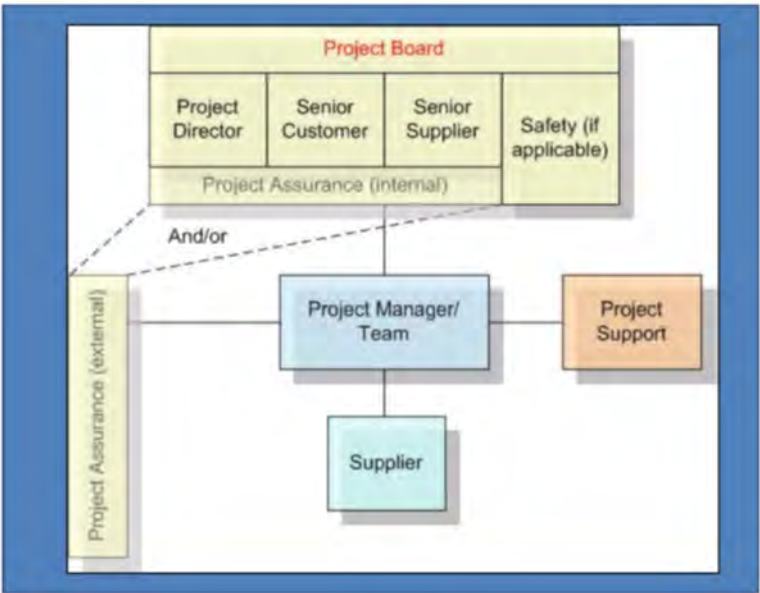 Project Board
Project
Director
Senior
Customer
Senior
Supplier
Safety (if
applicable)
Project Assurance (internal)
And/or
Project Assurance (external)
Project Manager/
Team
Project
Support
Supplier